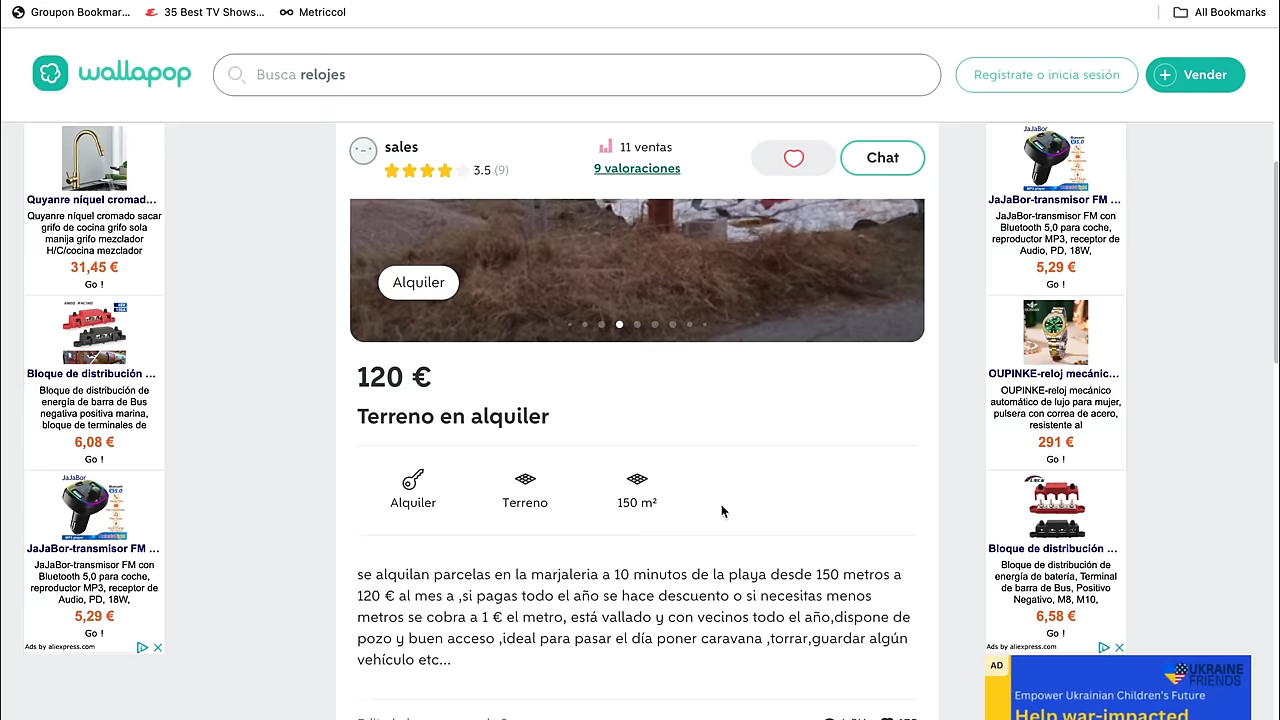 Groupon Bookmar... 35 Best TV Shows... Metriccol All Bookmarks
wallapop Busca relojes Regístrate o inicia sesión Vender
sales
3.5 (9)
11 ventas
9 valoraciones
Chat
Alquiler
120 €
Terreno en alquiler
Alquiler Terreno 150 m²
se alquilan parcelas en la marjaleria a 10 minutos de la playa desde 150 metros a
120 € al mes a ,si pagas todo el año se hace descuento o si necesitas menos
metros se cobra a 1 € el metro, está vallado y con vecinos todo el año,dispone de
pozo y buen acceso ,ideal para pasar el día poner caravana ,torrar,guardar algún
vehículo etc...
Quyanre níquel cromad...
Quyanre níquel cromado sacar
grifo de cocina grifo sola
manija grifo mezclador
H/C/cocina mezclador
31,45 €
Go !
Bloque de distribución ...
Bloque de distribución de
energía de barra de Bus
negativa positiva marina,
bloque de terminales de
6,08 €
Go !
JaJaBor
JaJaBor-transmisor FM ...
JaJaBor-transmisor FM con
Bluetooth 5,0 para coche,
reproductor MP3, receptor de
Audio, PD, 18W,
5,29 €
Go !
Ads by aliexpress.com
JaJaBor
JaJaBor-transmisor FM ...
JaJaBor-transmisor FM con
Bluetooth 5,0 para coche,
reproductor MP3, receptor de
Audio, PD, 18W,
5,29 €
Go !
OUPINKE-reloj mecánic...
OUPINKE-reloj mecánico
automático de lujo para mujer,
pulsera con correa de acero,
resistente al
291 €
Go !
Bloque de distribución ...
Bloque de distribución de
energía de batería, Terminal
de barra de Bus, Positivo
Negativo, M8, M10,
6,58 €
Go !
Ads by aliexpress.com
AD
UKRAINE
FRIENDS
Empower Ukrainian Children's Future
Help war-impacted